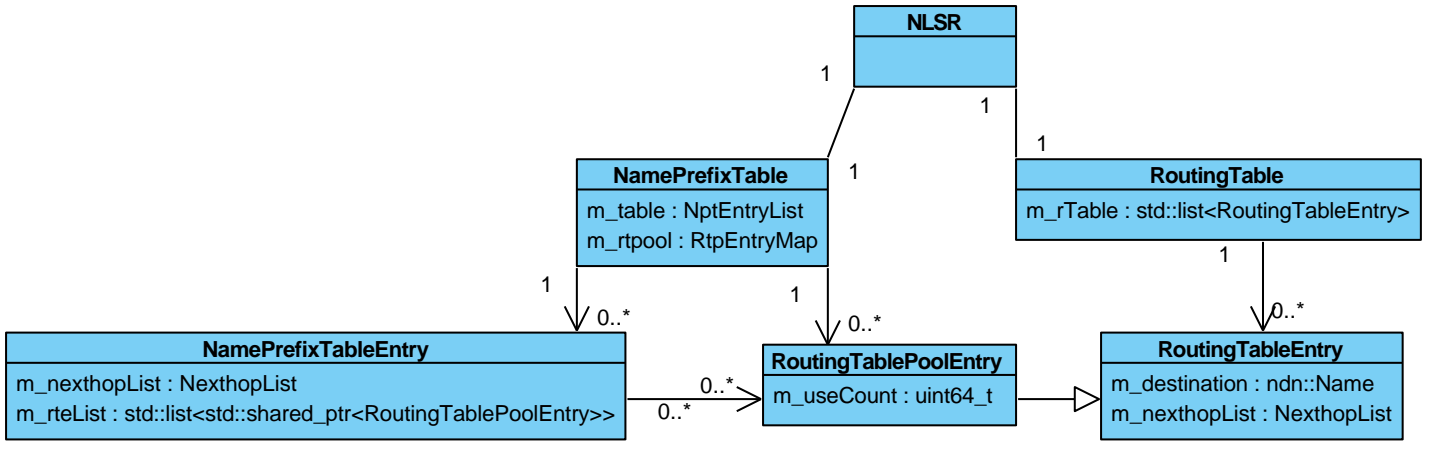 NLSR
1
1
1
1
NamePrefixTable
m_table : NptEntryList
m_rtpool : RtpEntryMap
RoutingTable
m_rTable : std::list<RoutingTableEntry>
1
1
1
0..*
0..*
0..*
NamePrefixTableEntry
m_nexthopList : NexthopList
m_rteList : std::list<std::shared_ptr<RoutingTablePoolEntry>>
0..*
0..*
RoutingTablePoolEntry
m_useCount : uint64_t
RoutingTableEntry
m_destination : ndn::Name
m_nexthopList : NexthopList